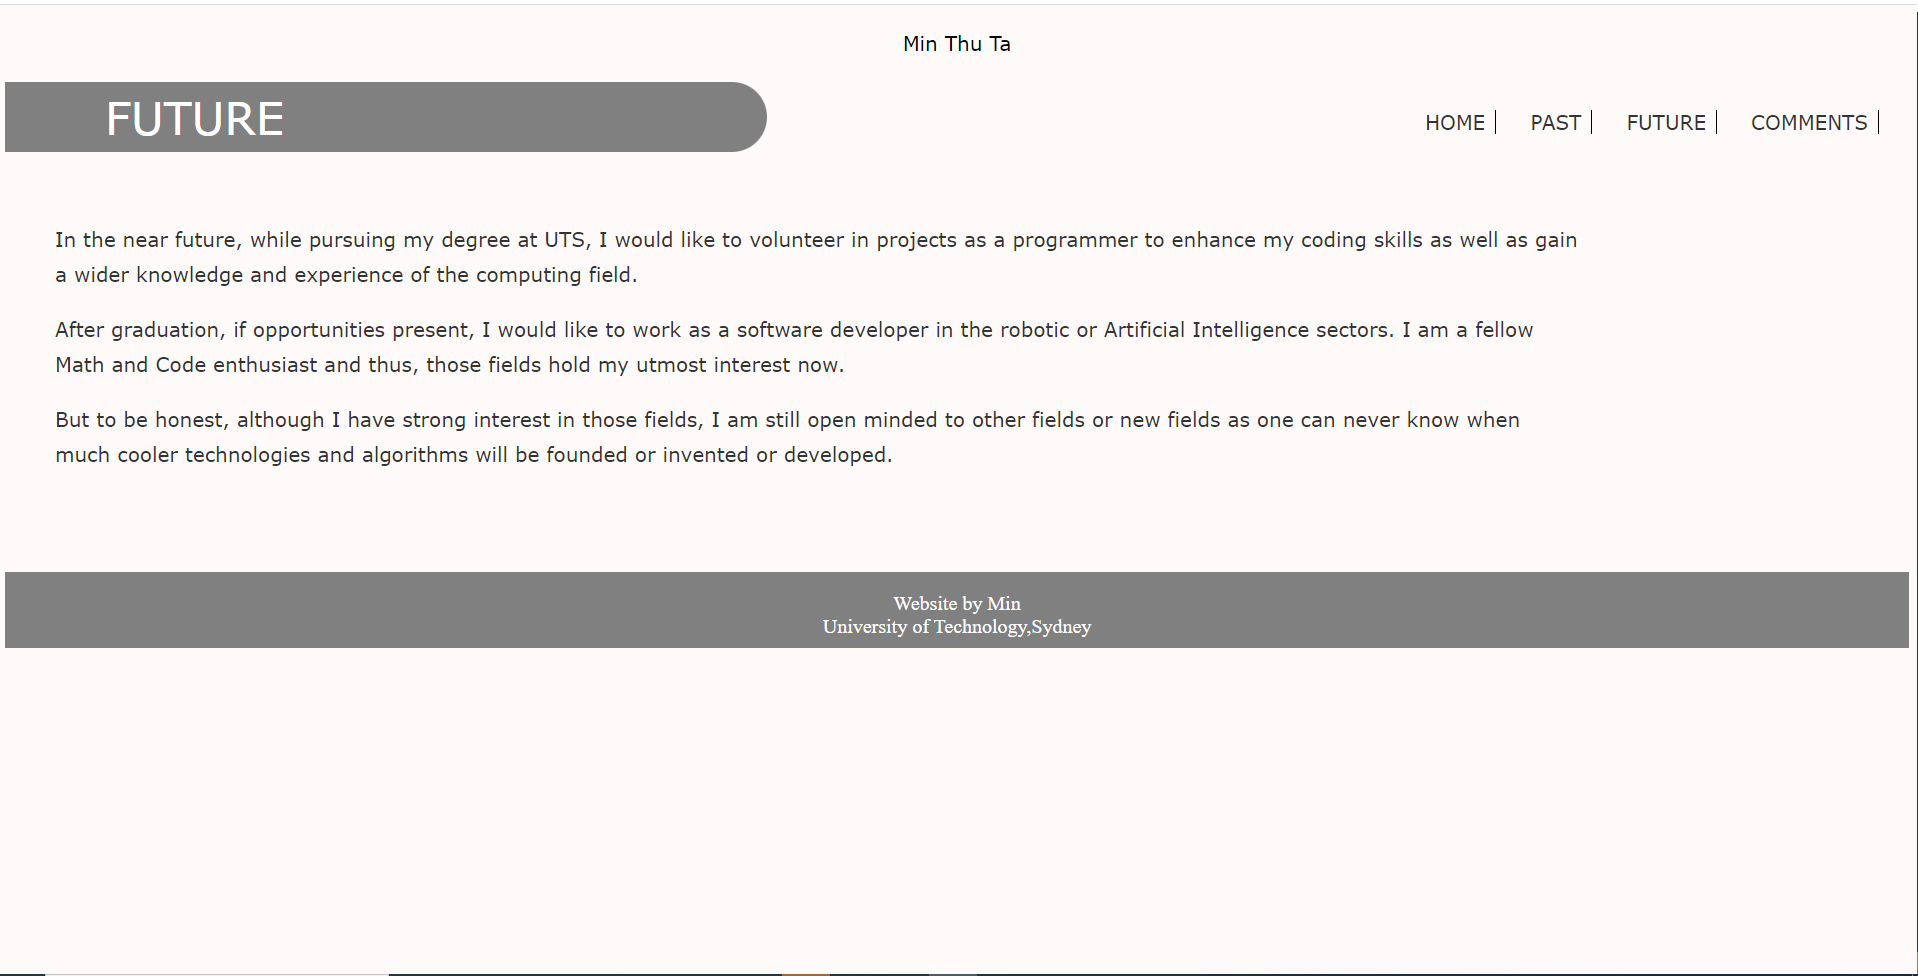 Min Thu Ta
FUTURE
HOME
PAST
FUTURE
COMMENTS
In the near future, while pursuing my degree at UTS, I would like to volunteer in projects as a programmer to enhance my coding skills as well as gain
a wider knowledge and experience of the computing field.
After graduation, if opportunities present, I would like to work as a software developer in the robotic or Artificial Intelligence sectors. I am a fellow
Math and Code enthusiast and thus, those fields hold my utmost interest now.
But to be honest, although I have strong interest in those fields, I am still open minded to other fields or new fields as one can never know when
much cooler technologies and algorithms will be founded or invented or developed.
Website by Min
University of Technology,Sydney